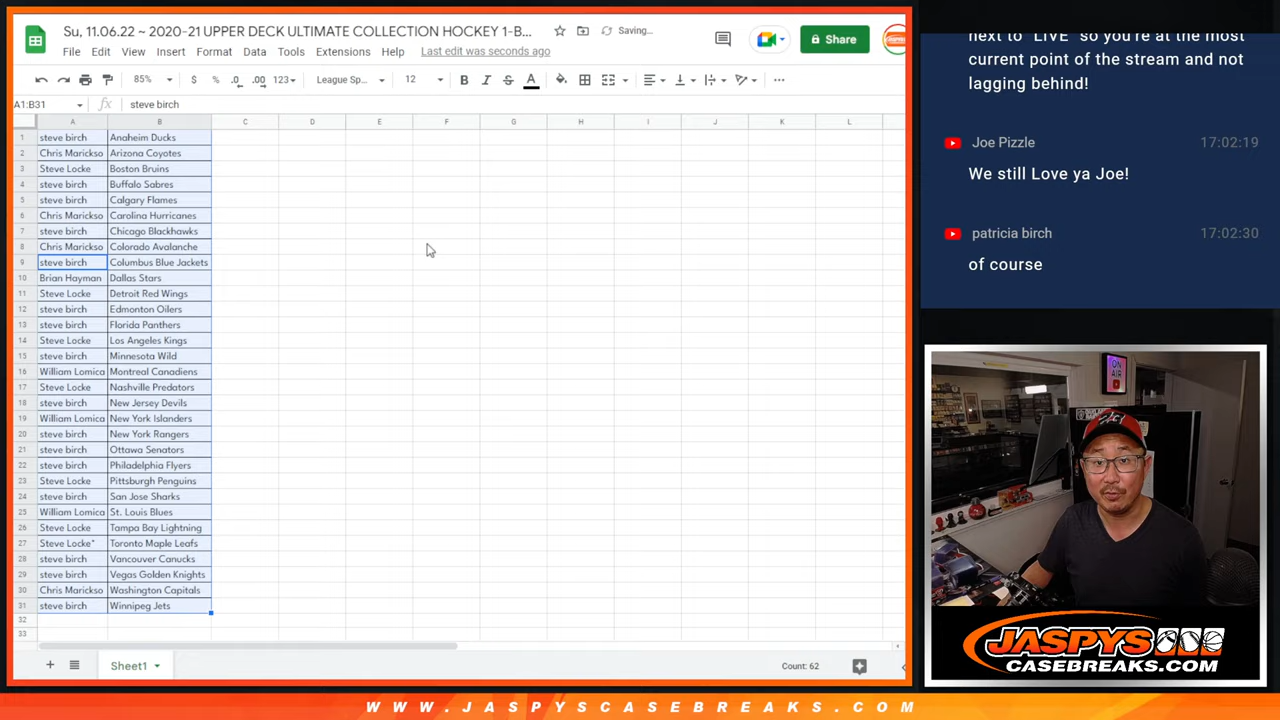 Su, 11.06.22 ~ 2020-21 UPPER DECK ULTIMATE COLLECTION HOCKEY 1-B...
Saving...
Share
File Edit View Insert Format Data Tools Extensions Help Last edit was seconds ago
85% $ % .0 .00 123 League Sp... 12 B I S A
A1:B31 fx steve birch
A B C D E F G H I J K L
1 steve birch Anaheim Ducks
2 Chris Marickso Arizona Coyotes
3 Steve Locke Boston Bruins
4 steve birch Buffalo Sabres
5 steve birch Calgary Flames
6 Chris Marickso Carolina Hurricanes
7 steve birch Chicago Blackhawks
8 Chris Marickso Colorado Avalanche
9 steve birch Columbus Blue Jackets
10 Brian Hayman Dallas Stars
11 Steve Locke Detroit Red Wings
12 steve birch Edmonton Oilers
13 steve birch Florida Panthers
14 Steve Locke Los Angeles Kings
15 steve birch Minnesota Wild
16 William Lomica Montreal Canadiens
17 Steve Locke Nashville Predators
18 steve birch New Jersey Devils
19 William Lomica New York Islanders
20 steve birch New York Rangers
21 steve birch Ottawa Senators
22 steve birch Philadelphia Flyers
23 Steve Locke Pittsburgh Penguins
24 steve birch San Jose Sharks
25 William Lomica St. Louis Blues
26 Steve Locke Tampa Bay Lightning
27 Steve Locke* Toronto Maple Leafs
28 steve birch Vancouver Canucks
29 steve birch Vegas Golden Knights
30 Chris Marickso Washington Capitals
31 steve birch Winnipeg Jets
32
33
Sheet1
Count: 62
next to "LIVE" so you're at the most
current point of the stream and not
lagging behind!
Joe Pizzle 17:02:19
We still Love ya Joe!
patricia birch 17:02:30
of course
ON
AIR
JASPYS
CASEBREAKS.COM
WWW.JASPYSCASEBREAKS.COM